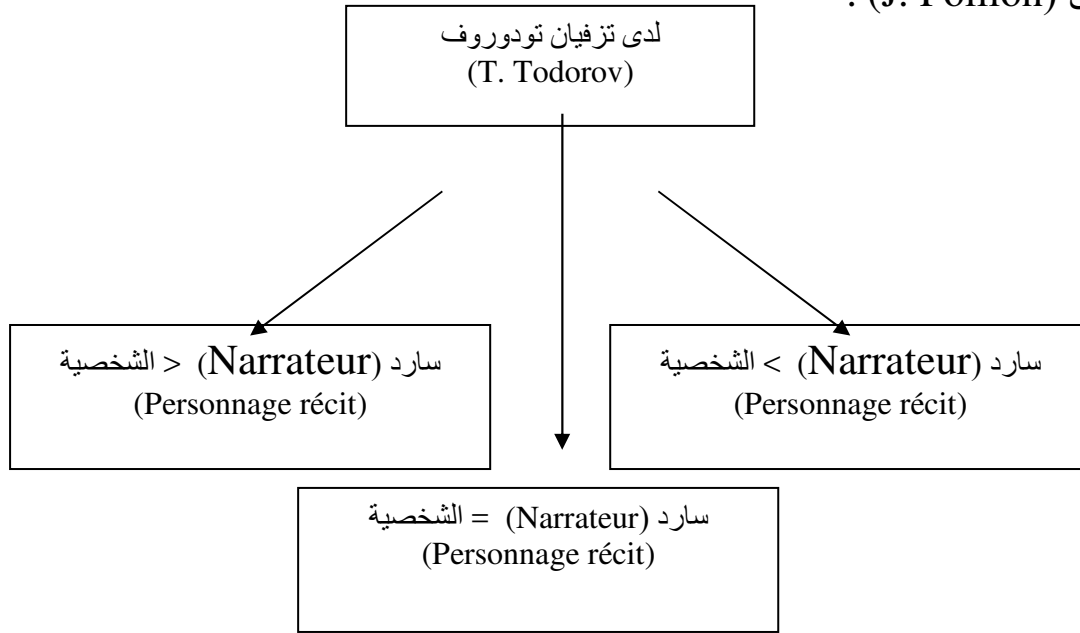 لدى تزفيان تودوروف
(T. Todorov)
سارد (Narrateur) > الشخصية
(Personnage récit)
سارد (Narrateur) < الشخصية
(Personnage récit)
سارد (Narrateur) = الشخصية
(Personnage récit)